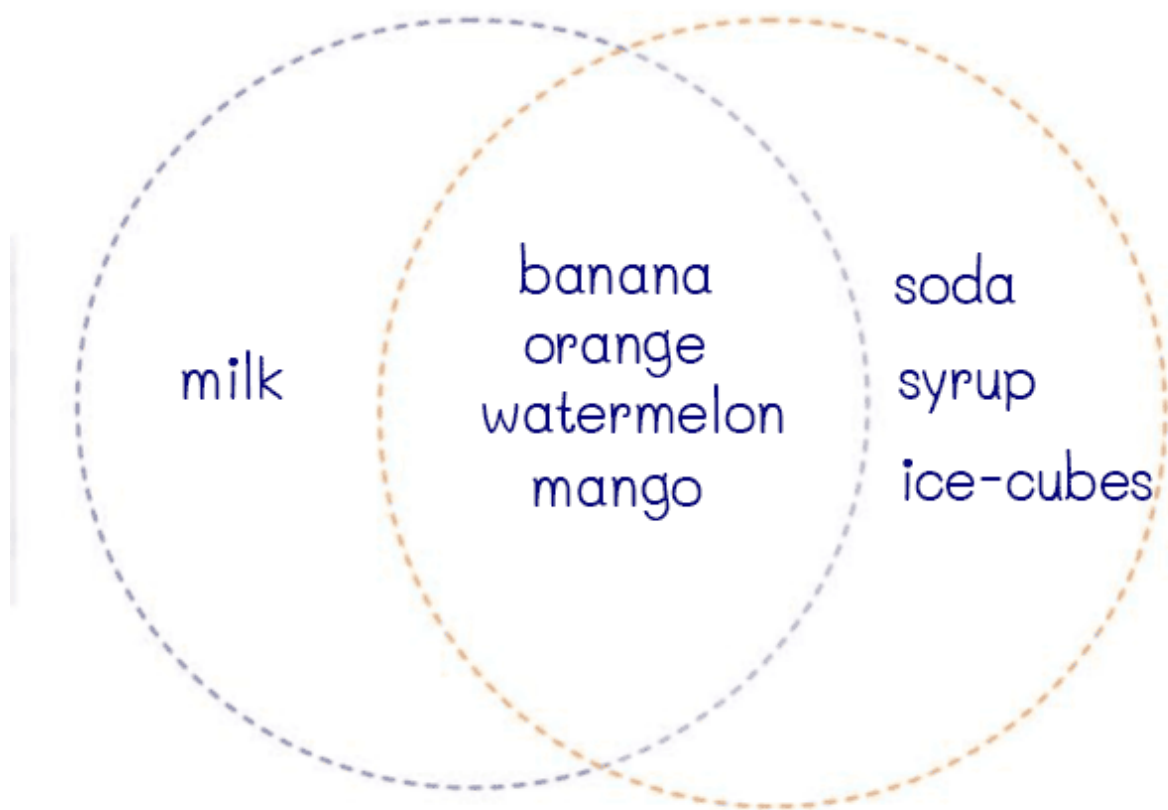 milk
banana
orange
watermelon
mango
soda
syrup
ice-cubes